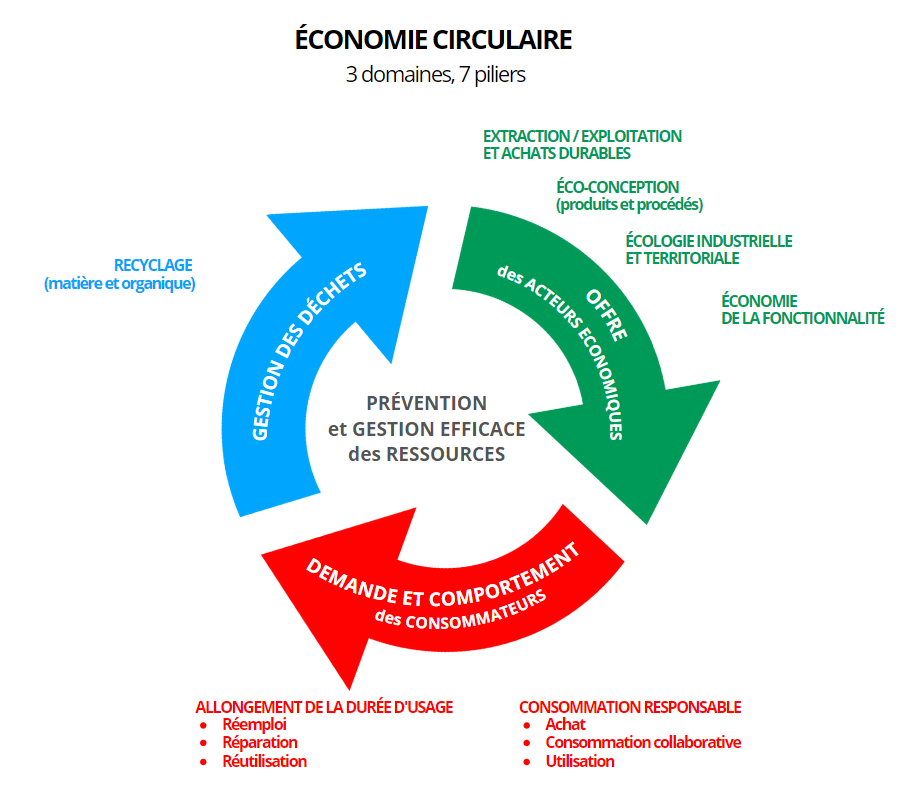 ÉCONOMIE CIRCULAIRE
3 domaines, 7 piliers
EXTRACTION / EXPLOITATION
ET ACHATS DURABLES
ÉCO-CONCEPTION
(produits et procédés)
ÉCOLOGIE INDUSTRIELLE
ET TERRITORIALE
ÉCONOMIE
DE LA FONCTIONNALITÉ
RECYCLAGE
(matière et organique)
GESTION DES DÉCHETS
OFFRE
des ACTEURS ECONOMIQUES
PRÉVENTION
et GESTION EFFICACE
des RESSOURCES
DEMANDE ET COMPORTEMENT
des CONSOMMATEURS
ALLONGEMENT DE LA DURÉE D'USAGE
• Réemploi
• Réparation
• Réutilisation
CONSOMMATION RESPONSABLE
• Achat
• Consommation collaborative
• Utilisation